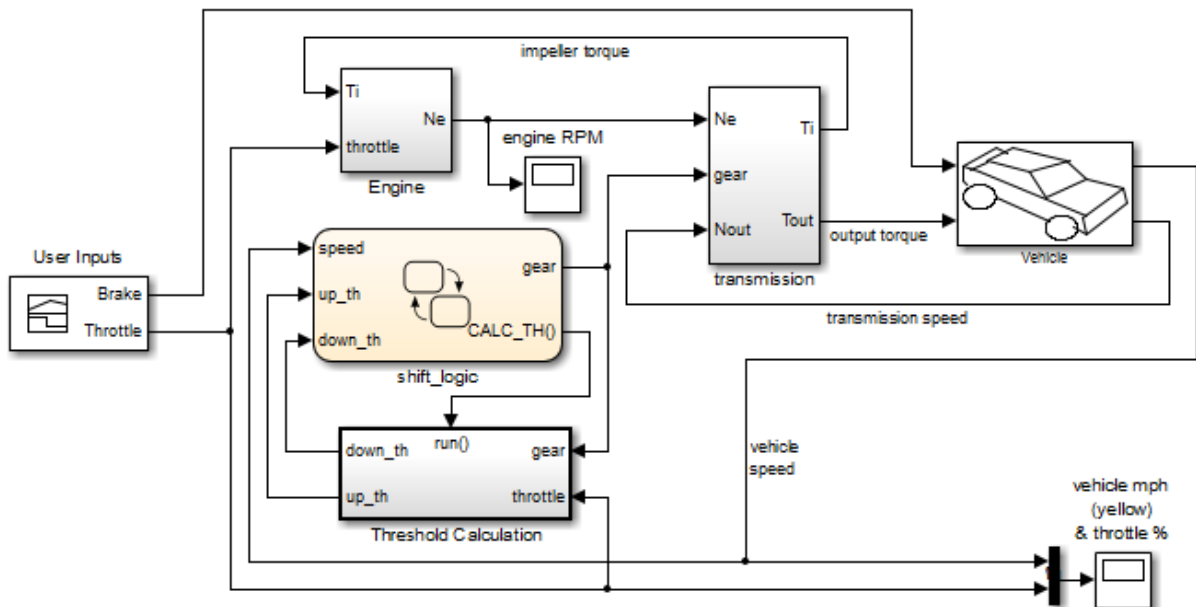 impeller torque
Ti
Ne
throttle
Engine
engine RPM
Ne
Ti
gear
Nout
Tout
transmission
output torque
Vehicle
transmission speed
User Inputs
Brake
Throttle
speed
gear
up_th
CALC_TH()
down_th
shift_logic
run()
down_th
gear
up_th
throttle
Threshold Calculation
vehicle
speed
vehicle mph
(yellow)
& throttle %